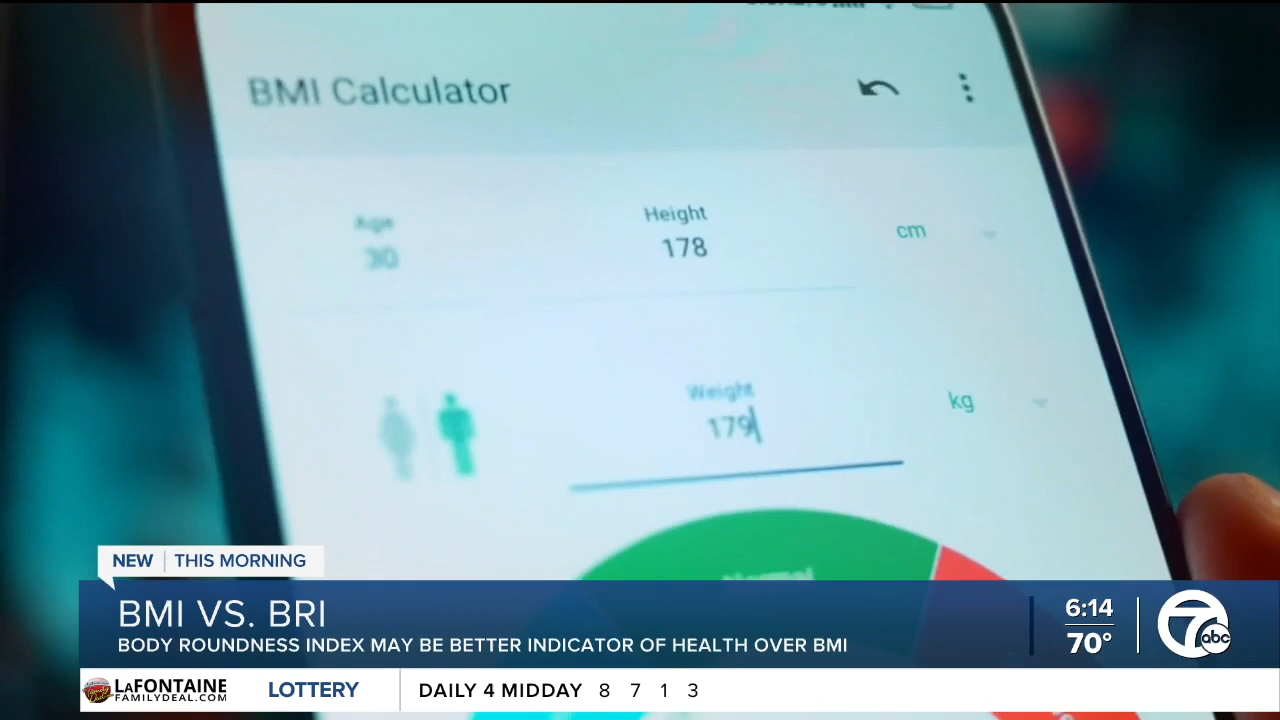 BMI Calculator
Age
30
Height
178
cm
Weight
179
kg
Normal
NEW THIS MORNING
BMI VS. BRI
BODY ROUNDNESS INDEX MAY BE BETTER INDICATOR OF HEALTH OVER BMI
6:14
70°
7 abc
LAFONTAINE
FAMILYDEAL.COM
LOTTERY
DAILY 4 MIDDAY 8 7 1 3